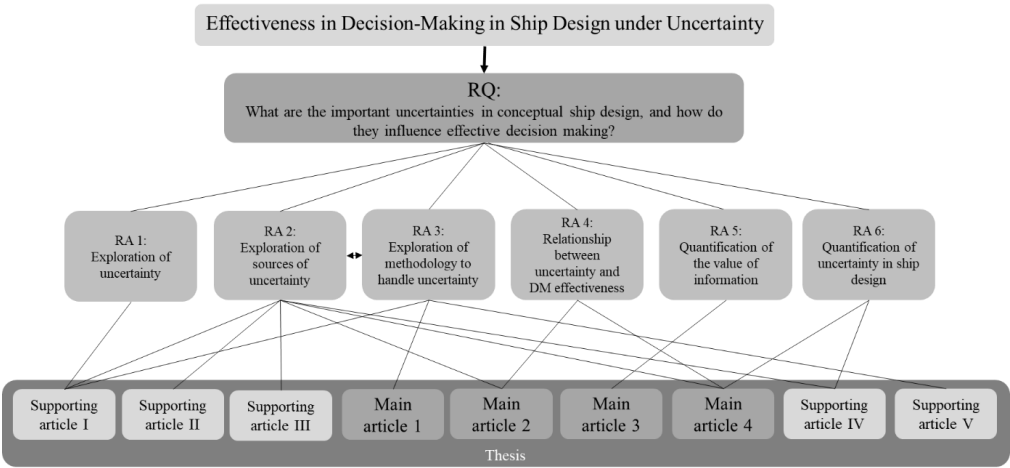 Effectiveness in Decision-Making in Ship Design under Uncertainty
RQ:
What are the important uncertainties in conceptual ship design, and how do
they influence effective decision making?
RA 1:
Exploration of
uncertainty
RA 2:
Exploration of
sources of
uncertainty
RA 3:
Exploration of
methodology to
handle uncertainty
RA 4:
Relationship
between
uncertainty and
DM effectiveness
RA 5:
Quantification of
the value of
information
RA 6:
Quantification of
uncertainty in ship
design
Supporting
article I
Supporting
article II
Supporting
article III
Main
article 1
Main
article 2
Main
article 3
Main
article 4
Supporting
article IV
Supporting
article V
Thesis